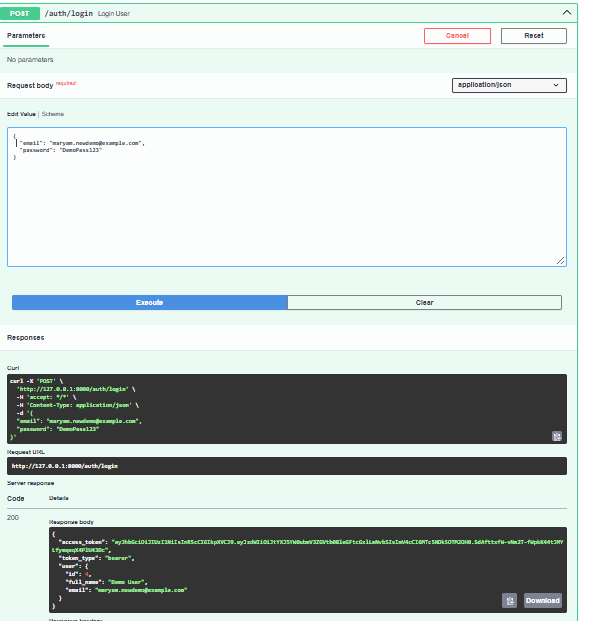 POST /auth/login Login User
Parameters
Cancel
Reset
No parameters
Request body required
application/json
Edit Value | Schema
{
"email": "maryam.newdemo@example.com",
"password": "DemoPass123"
}
Execute
Clear
Responses
Curl
curl -X 'POST' \
'http://127.0.0.1:8000/auth/login' \
-H 'accept: */*' \
-H 'Content-Type: application/json' \
-d '{
"email": "maryam.newdemo@example.com",
"password": "DemoPass123"
}'
Request URL
http://127.0.0.1:8000/auth/login
Server response
Code Details
200
Response body
{
"access_token":
"token_type": "bearer",
"user": {
"id": 4,
"full_name": "Demo User",
"email": "maryam.newdemo@example.com"
}
}
Download